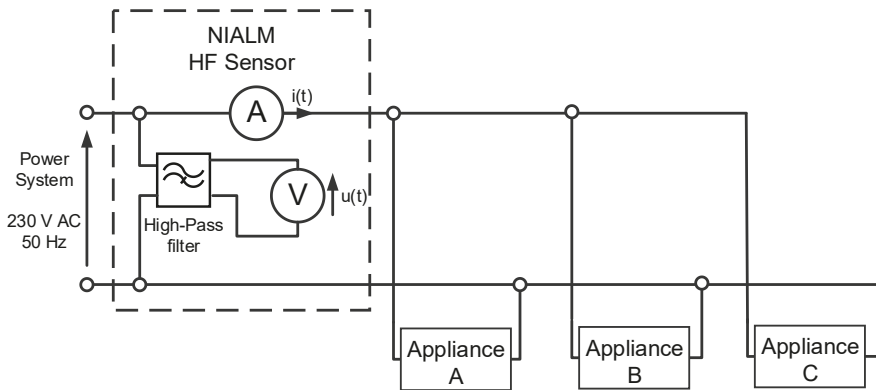 NIALM
HF Sensor
A
i(t)
Power
System
230 V AC
50 Hz
V
u(t)
High-Pass
filter
Appliance
A
Appliance
B
Appliance
C